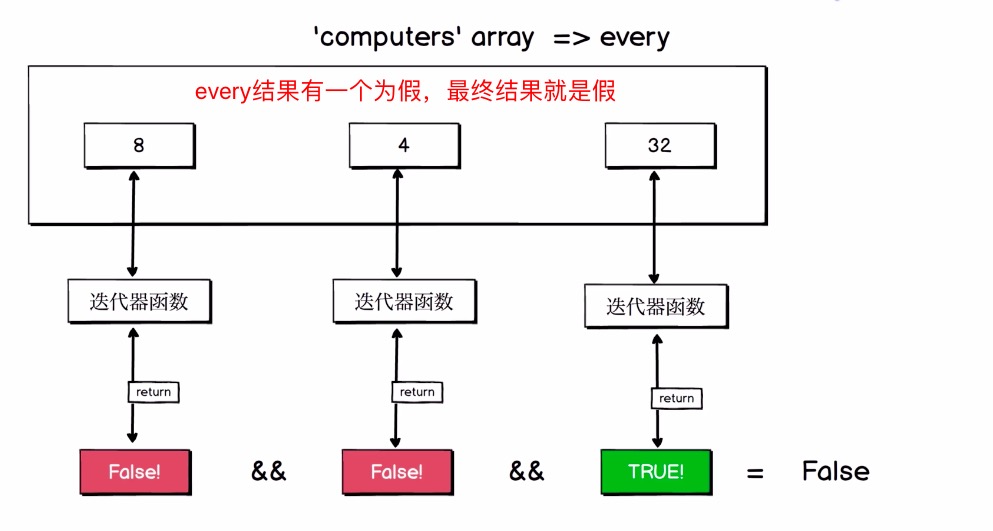 'computers' array => every
every结果有一个为假，最终结果就是假
8 4 32
迭代器函数 迭代器函数 迭代器函数
return return return
False! && False! && TRUE! = False